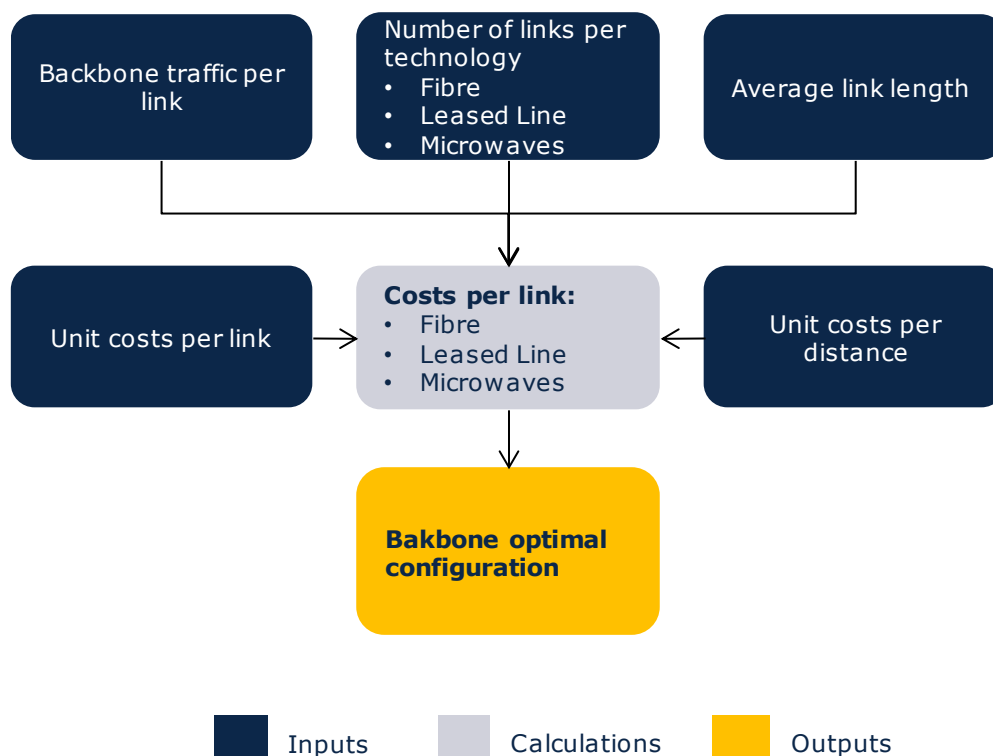 Backbone traffic per
link
Number of links per
technology
• Fibre
• Leased Line
• Microwaves
Average link length
Unit costs per link
Costs per link:
• Fibre
• Leased Line
• Microwaves
Unit costs per
distance
Bakbone optimal
configuration
Inputs
Calculations
Outputs